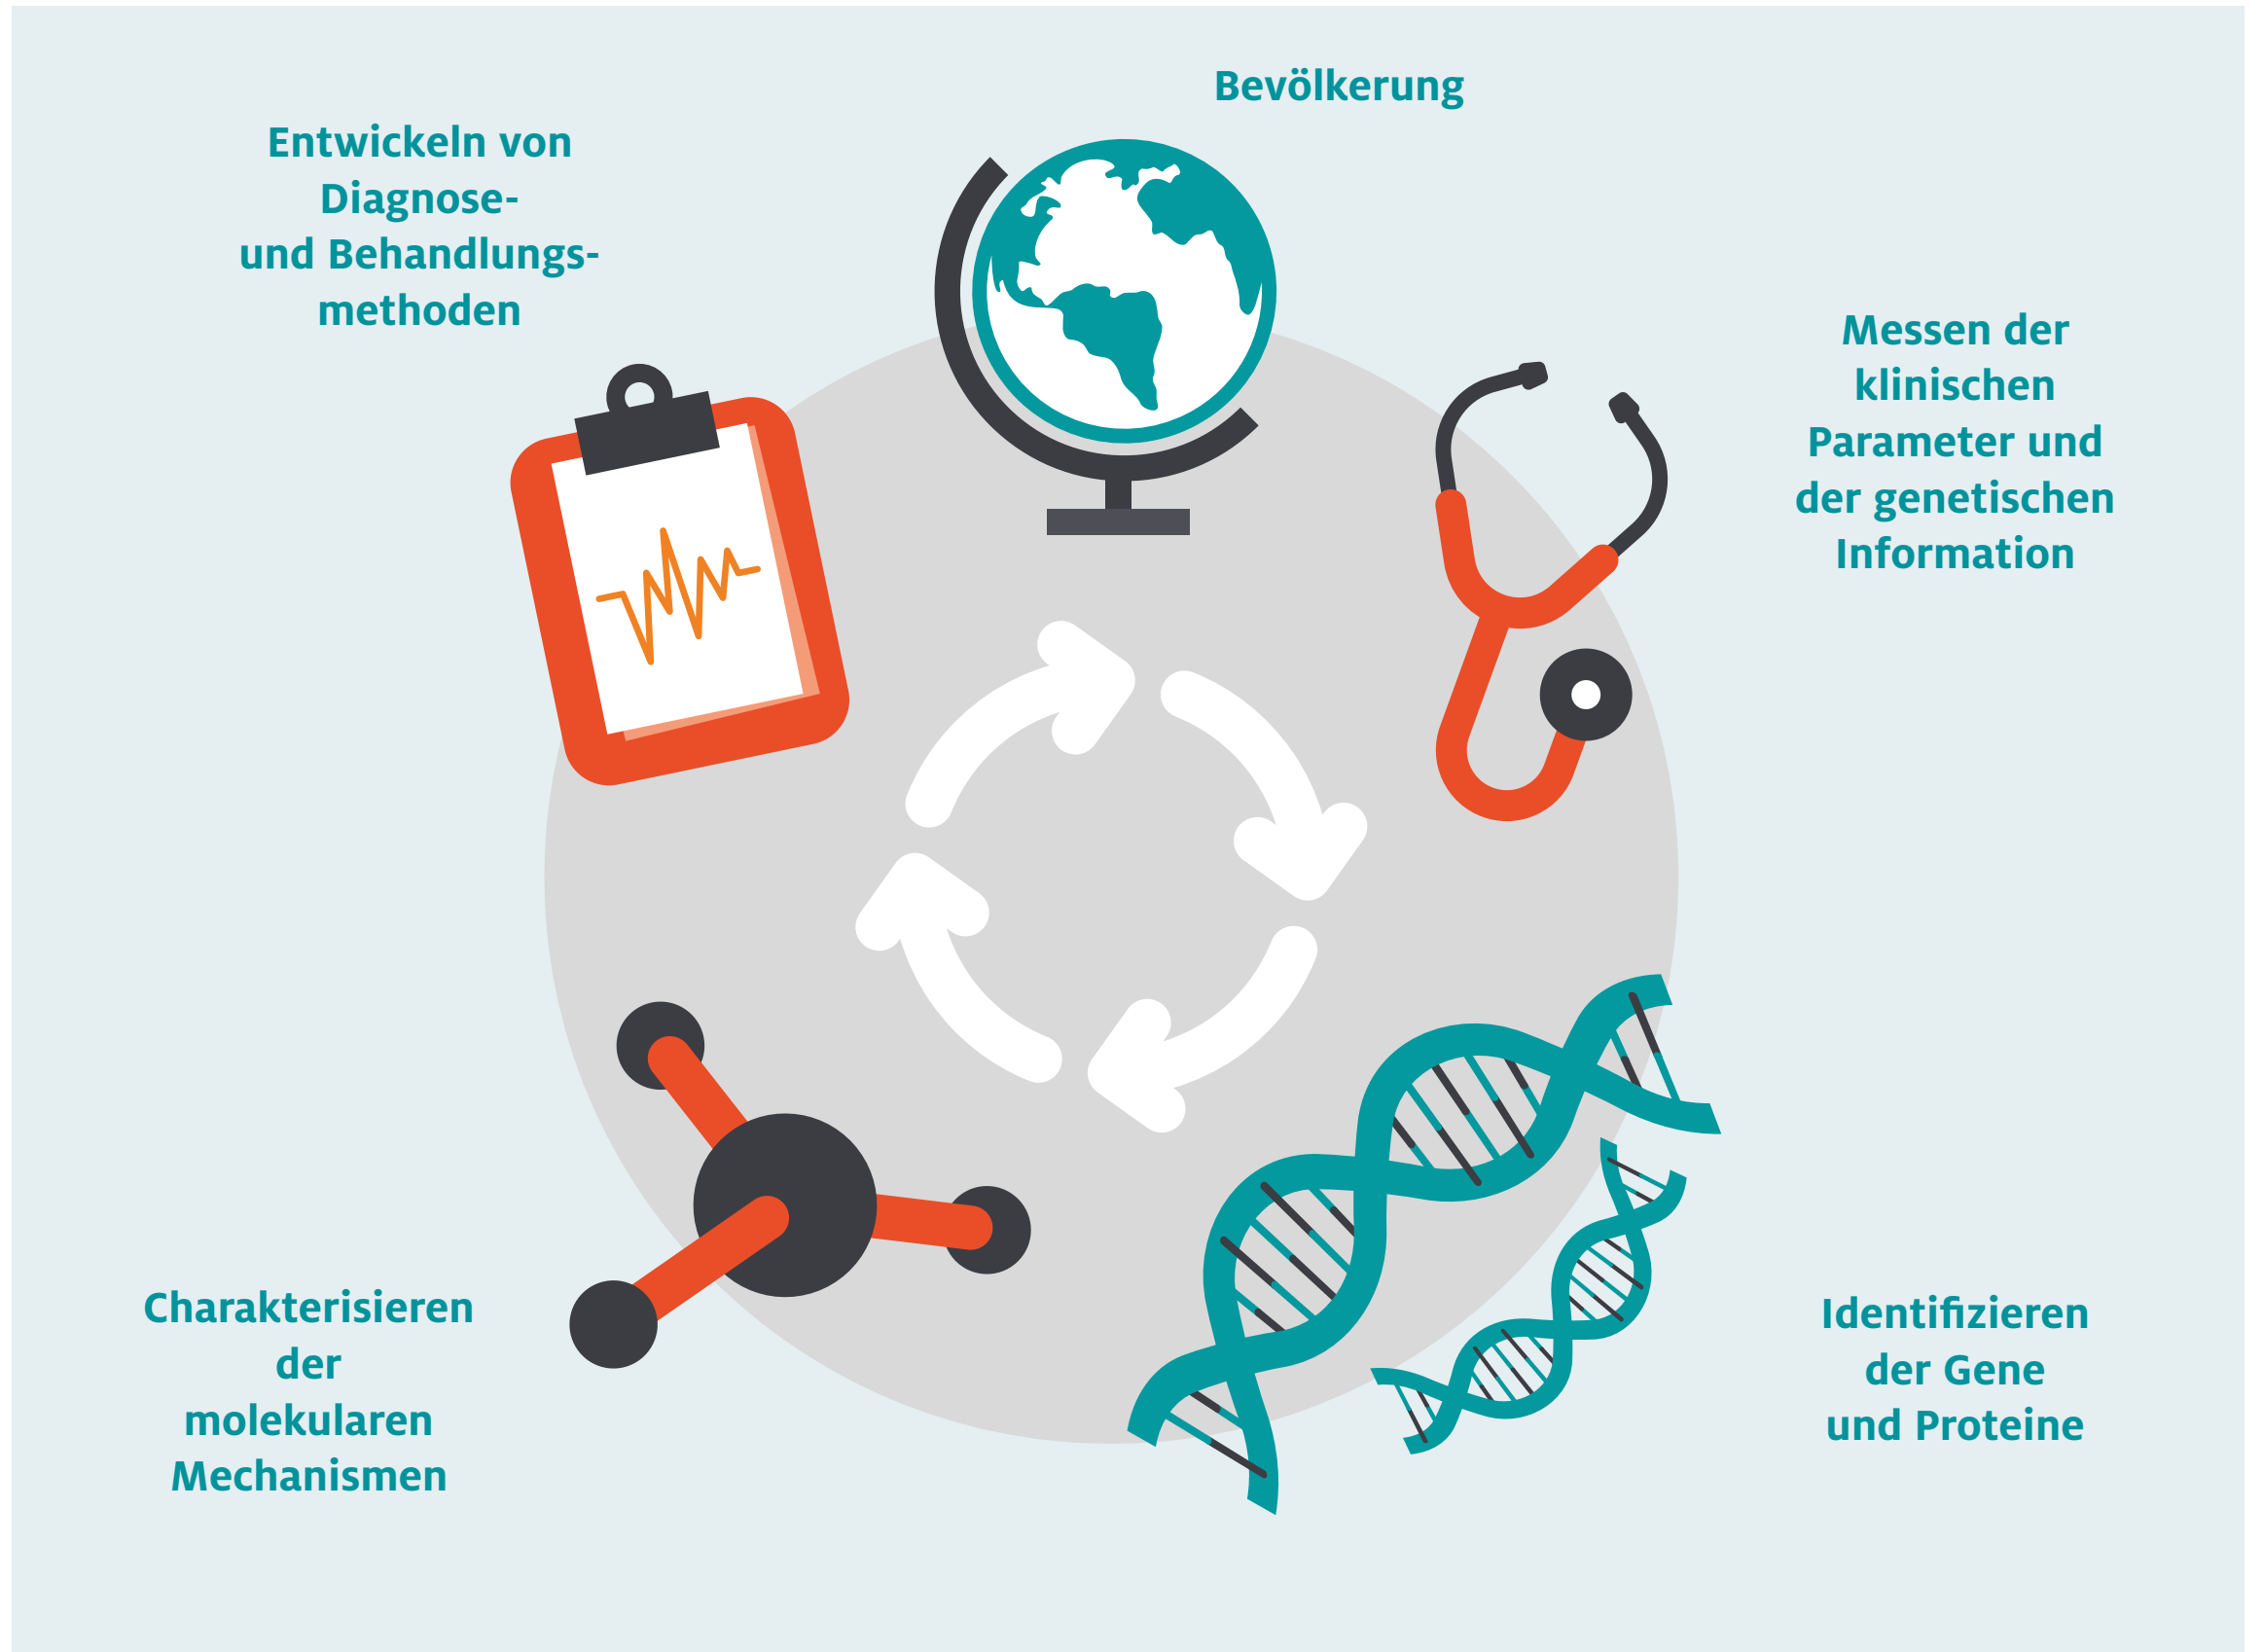 Bevölkerung
Entwickeln von
Diagnose-
und Behandlungs-
methoden
Messen der
klinischen
Parameter und
der genetischen
Information
Charakterisieren
der
molekularen
Mechanismen
Identifizieren
der Gene
und Proteine